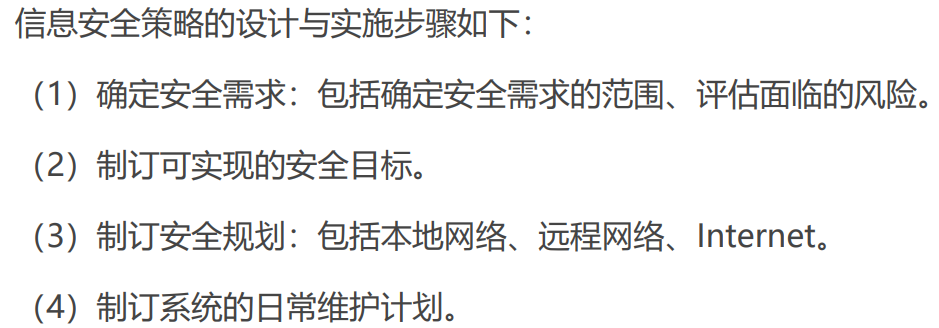 信息安全策略的设计与实施步骤如下：
（1）确定安全需求：包括确定安全需求的范围、评估面临的风险。
（2）制订可实现的安全目标。
（3）制订安全规划：包括本地网络、远程网络、Internet。
（4）制订系统的日常维护计划。